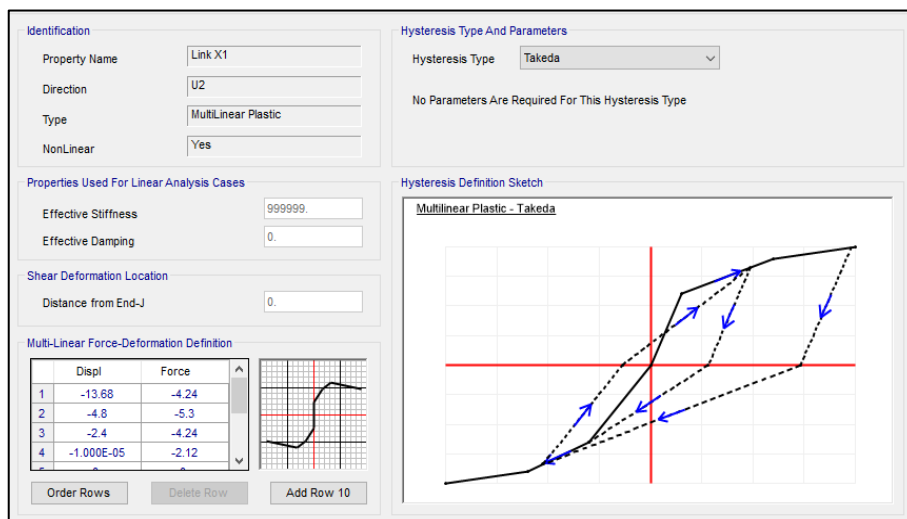 Identification
Property Name Link X1
Direction U2
Type MultiLinear Plastic
NonLinear Yes
Properties Used For Linear Analysis Cases
Effective Stiffness 999999.
Effective Damping 0.
Shear Deformation Location
Distance from End-J 0.
Multi-Linear Force-Deformation Definition
Displ Force
1 -13.68 -4.24
2 -4.8 -5.3
3 -2.4 -4.24
4 -1.000E-05 -2.12
Order Rows Delete Row Add Row 10
Hysteresis Type And Parameters
Hysteresis Type Takeda
No Parameters Are Required For This Hysteresis Type
Hysteresis Definition Sketch
Multilinear Plastic - Takeda